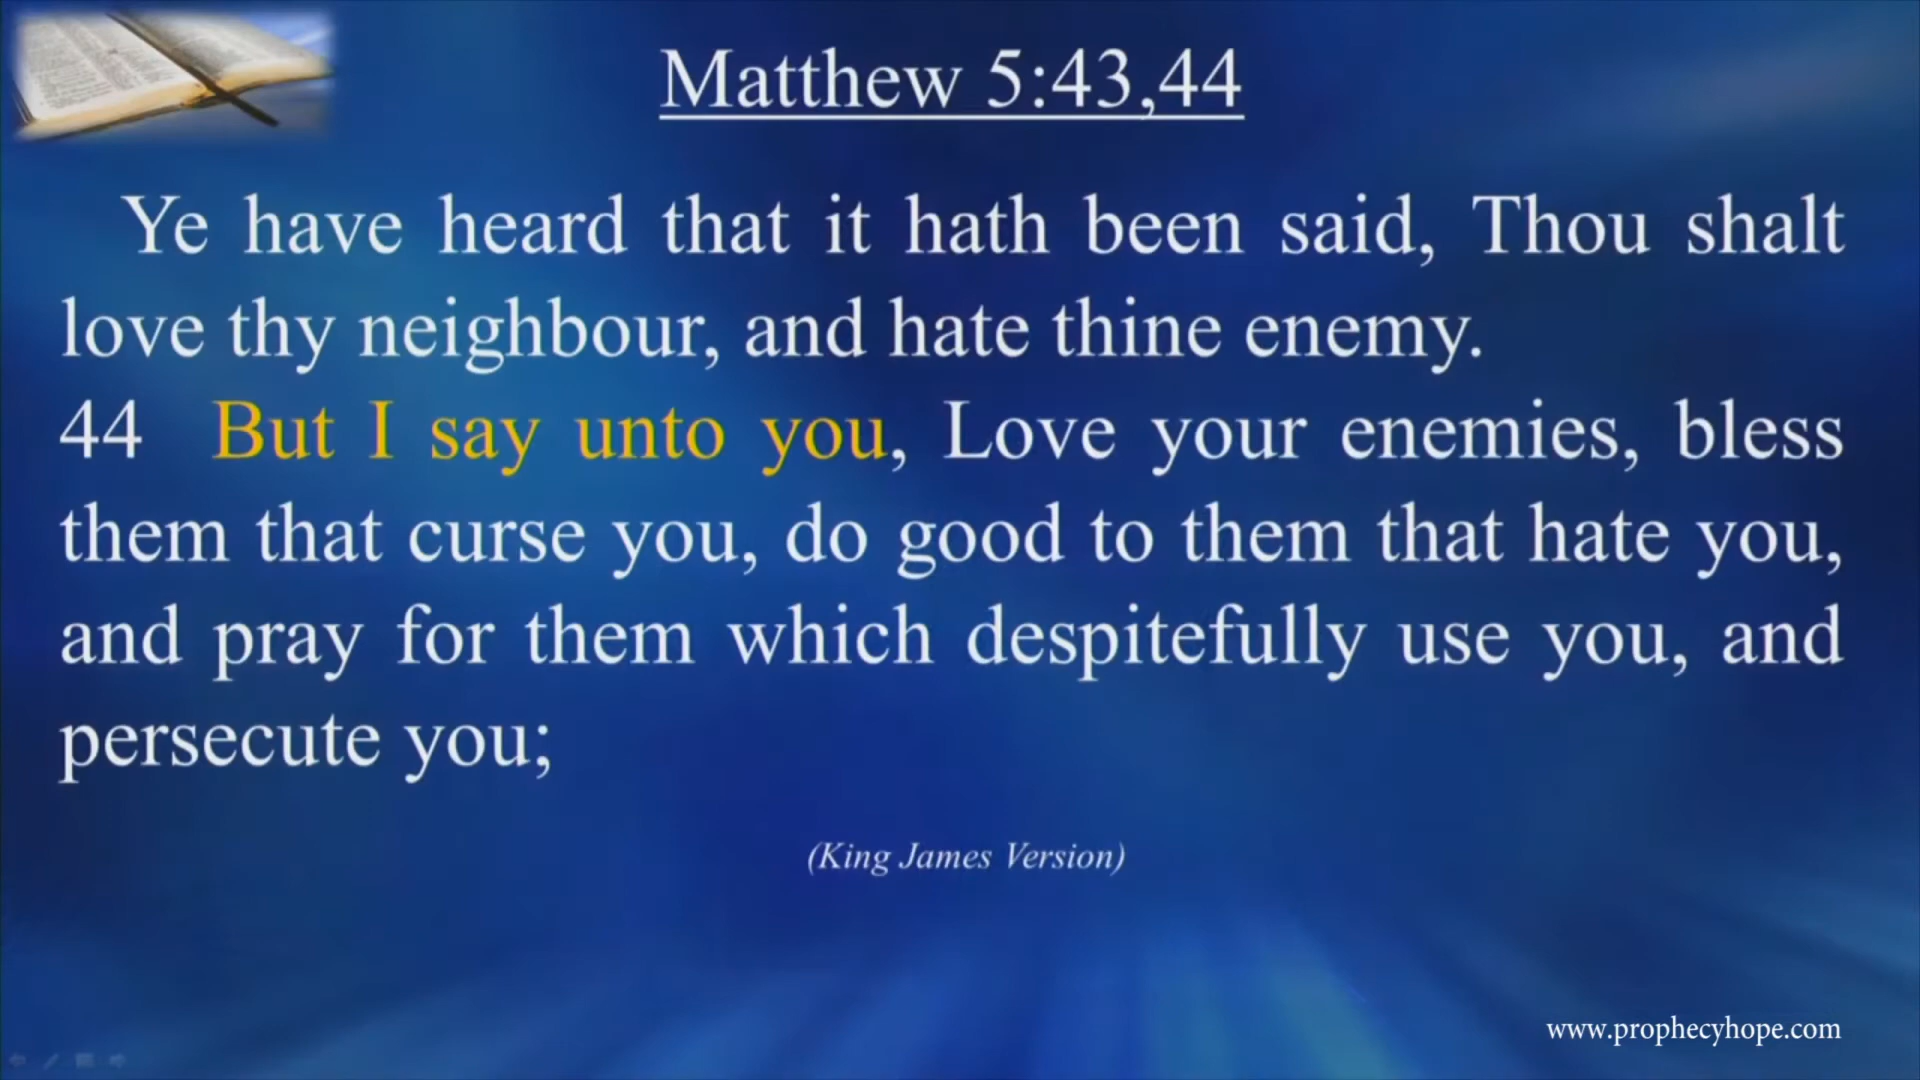 Matthew 5:43,44
Ye have heard that it hath been said, Thou shalt
love thy neighbour, and hate thine enemy.
44 But I say unto you, Love your enemies, bless
them that curse you, do good to them that hate you,
and pray for them which despitefully use you, and
persecute you;
(King James Version)
www.prophecyhope.com